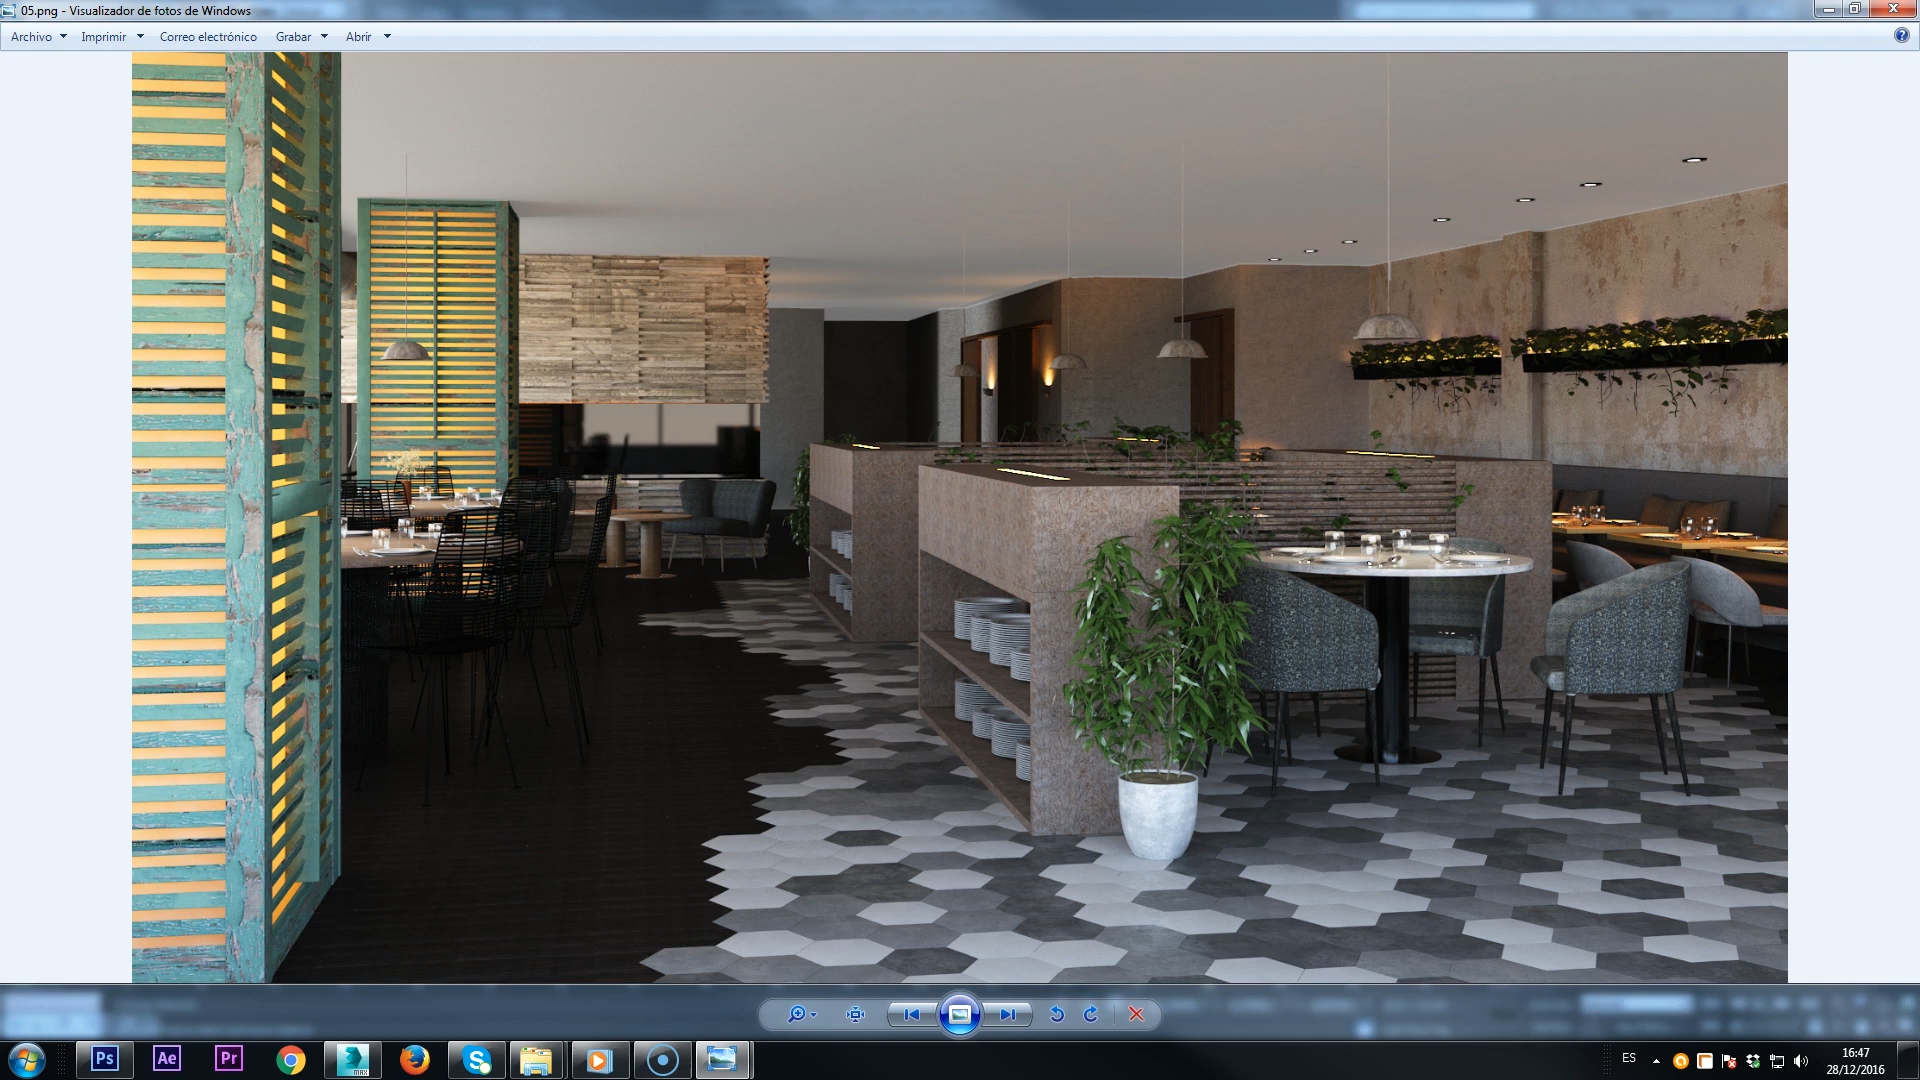 05.png - Visualizador de fotos de Windows
Archivo Imprimir Correo electrónico Grabar Abrir
Ps Ae Pr MAX S ES 16:47
28/12/2016